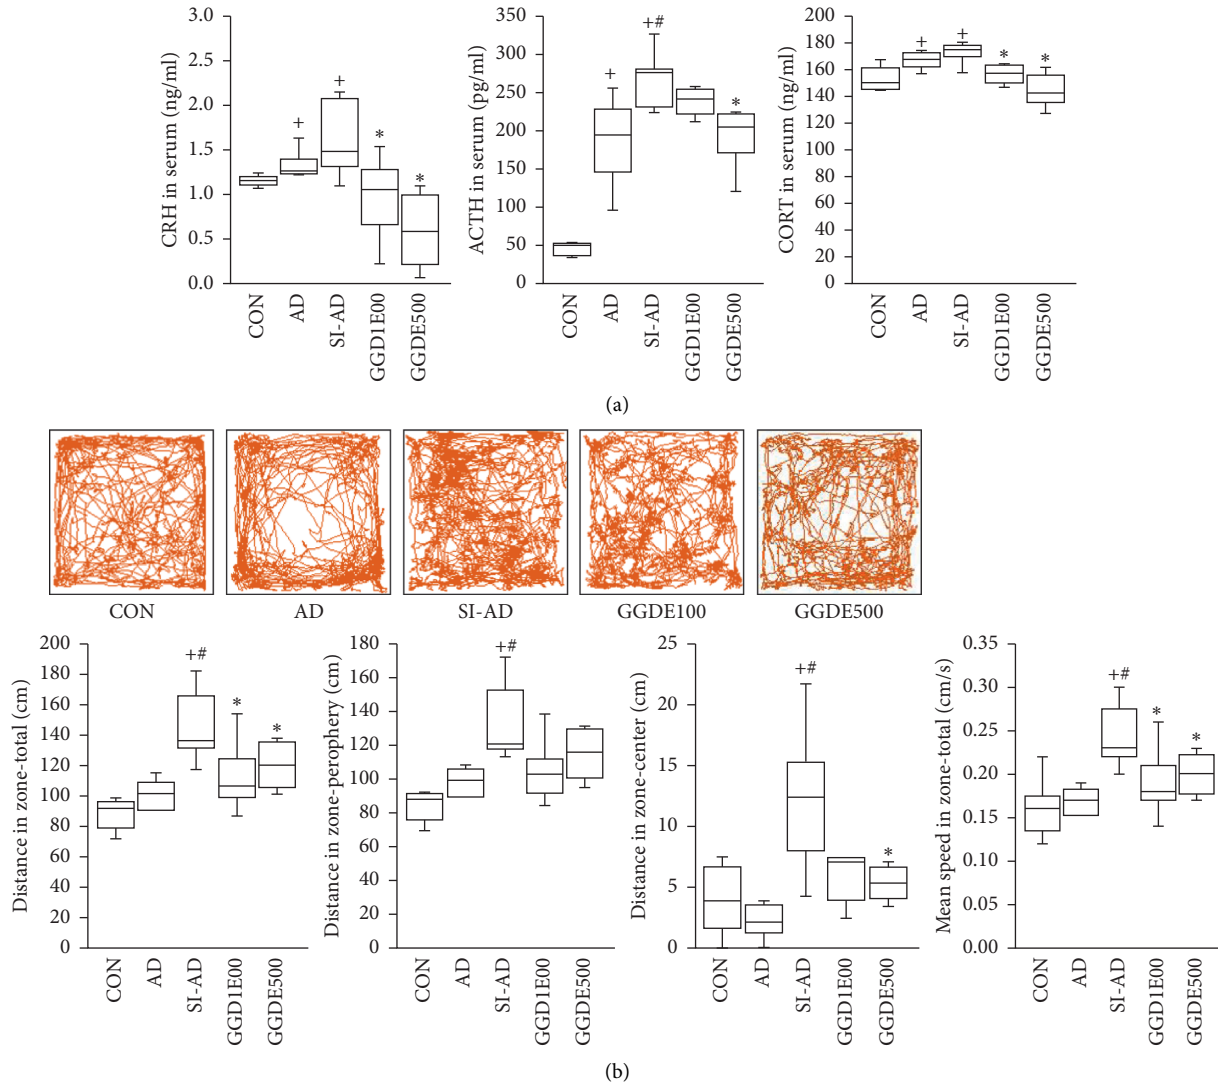 3.0
2.5
2.0
1.5
1.0
0.5
0.0
CRH in serum (ng/ml)
+
+
*
*
CON
AD
SI-AD
GGD1E00
GGDE500
350
300
250
200
150
100
50
0
ACTH in serum (pg/ml)
+
+#
*
CON
AD
SI-AD
GGD1E00
GGDE500
200
180
160
140
120
100
80
60
40
20
0
CORT in serum (ng/ml)
+
+
*
*
CON
AD
SI-AD
GGD1E00
GGDE500
(a)
CON
AD
SI-AD
GGDE100
GGDE500
200
180
160
140
120
100
80
60
40
20
0
Distance in zone-total (cm)
+#
*
*
CON
AD
SI-AD
GGD1E00
GGDE500
180
160
140
120
100
80
60
40
20
0
Distance in zone-perophery (cm)
+#
CON
AD
SI-AD
GGD1E00
GGDE500
25
20
15
10
5
0
Distance in zone-center (cm)
+#
*
CON
AD
SI-AD
GGD1E00
GGDE500
0.35
0.30
0.25
0.20
0.15
0.10
0.05
0.00
Mean speed in zone-total (cm/s)
+#
*
*
CON
AD
SI-AD
GGD1E00
GGDE500
(b)